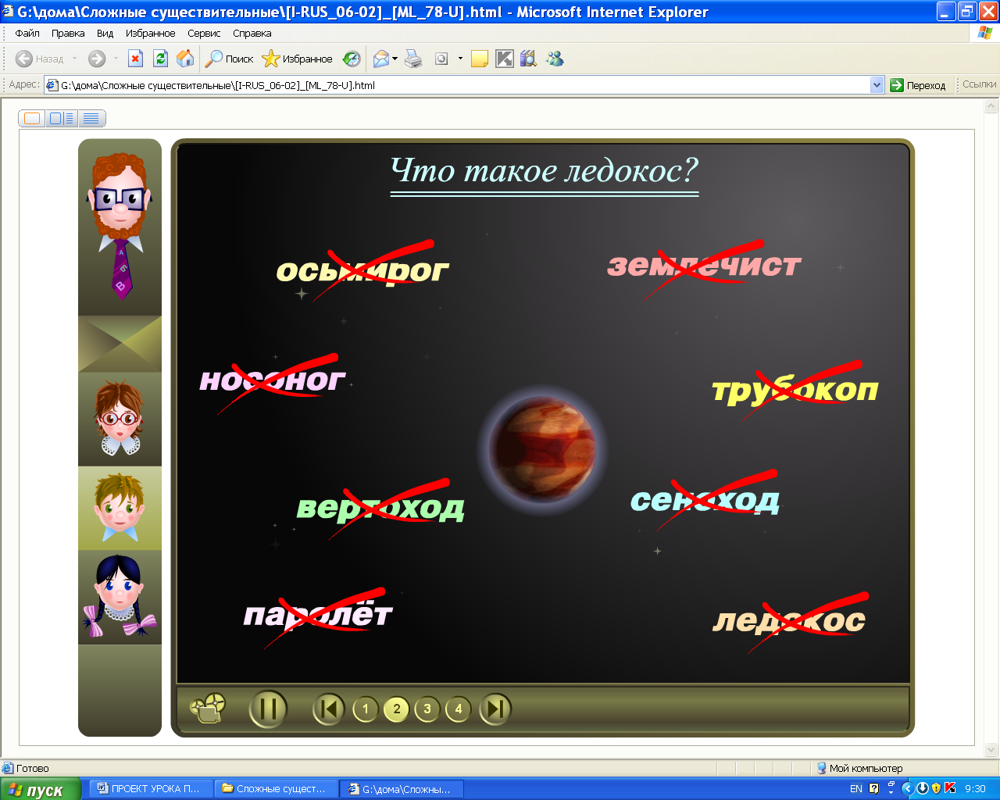 G:\дома\Сложные существительные\[I-RUS_06-02]_[ML_78-U].html - Microsoft Internet Explorer
Файл Правка Вид Избранное Сервис Справка
Назад Поиск Избранное
Адрес: G:\дома\Сложные существительные\[I-RUS_06-02]_[ML_78-U].html Переход Ссылки
Что такое ледокос?
осьмирог землечист
носоног трубокоп
вертоход сеноход
паролёт ледокос
А
Б
В
1 2 3 4
Готово Мой компьютер
пуск ПРОЕКТ УРОКА П... Сложные сущест... G:\дома\Сложны... EN 9:30